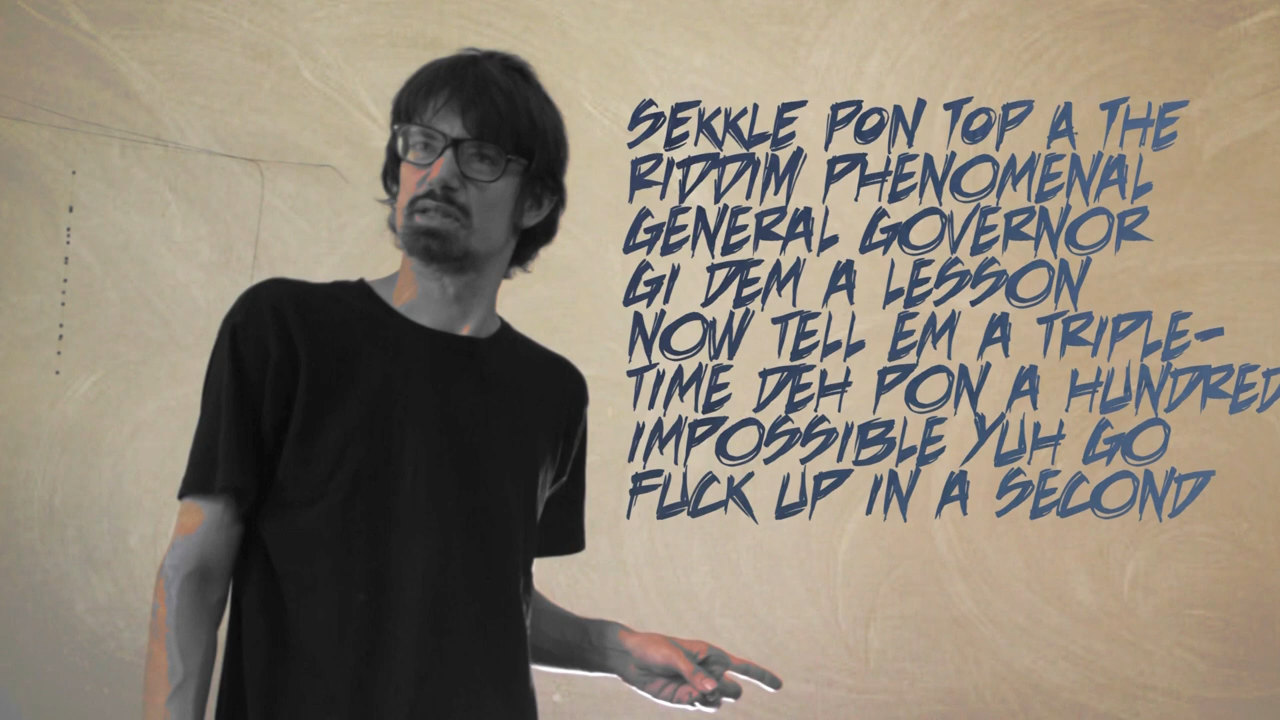 SEKKLE PON TOP A THE
RIDDIM PHENOMENAL
GENERAL GOVERNOR
GI DEM A LESSON
NOW TELL EM A TRIPLE-
TIME DEH PON A HUNDRED
IMPOSSIBLE YUH GO
FUCK UP IN A SECOND